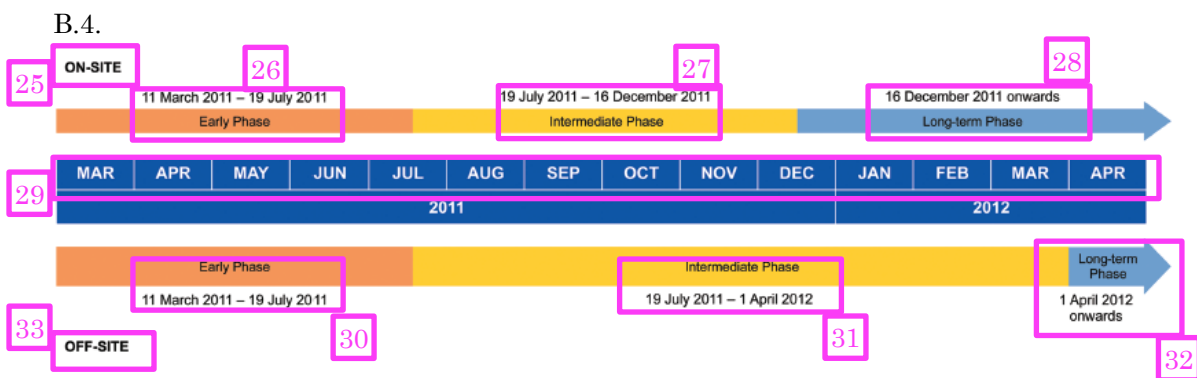 B.4.
25
ON-SITE
26
27
28
11 March 2011 – 19 July 2011
19 July 2011 – 16 December 2011
16 December 2011 onwards
Early Phase
Intermediate Phase
Long-term Phase
29
MAR APR MAY JUN JUL AUG SEP OCT NOV DEC JAN FEB MAR APR
2011 2012
Early Phase
Intermediate Phase
Long-term
Phase
11 March 2011 – 19 July 2011
19 July 2011 – 1 April 2012
1 April 2012
onwards
33
30
31
32
OFF-SITE